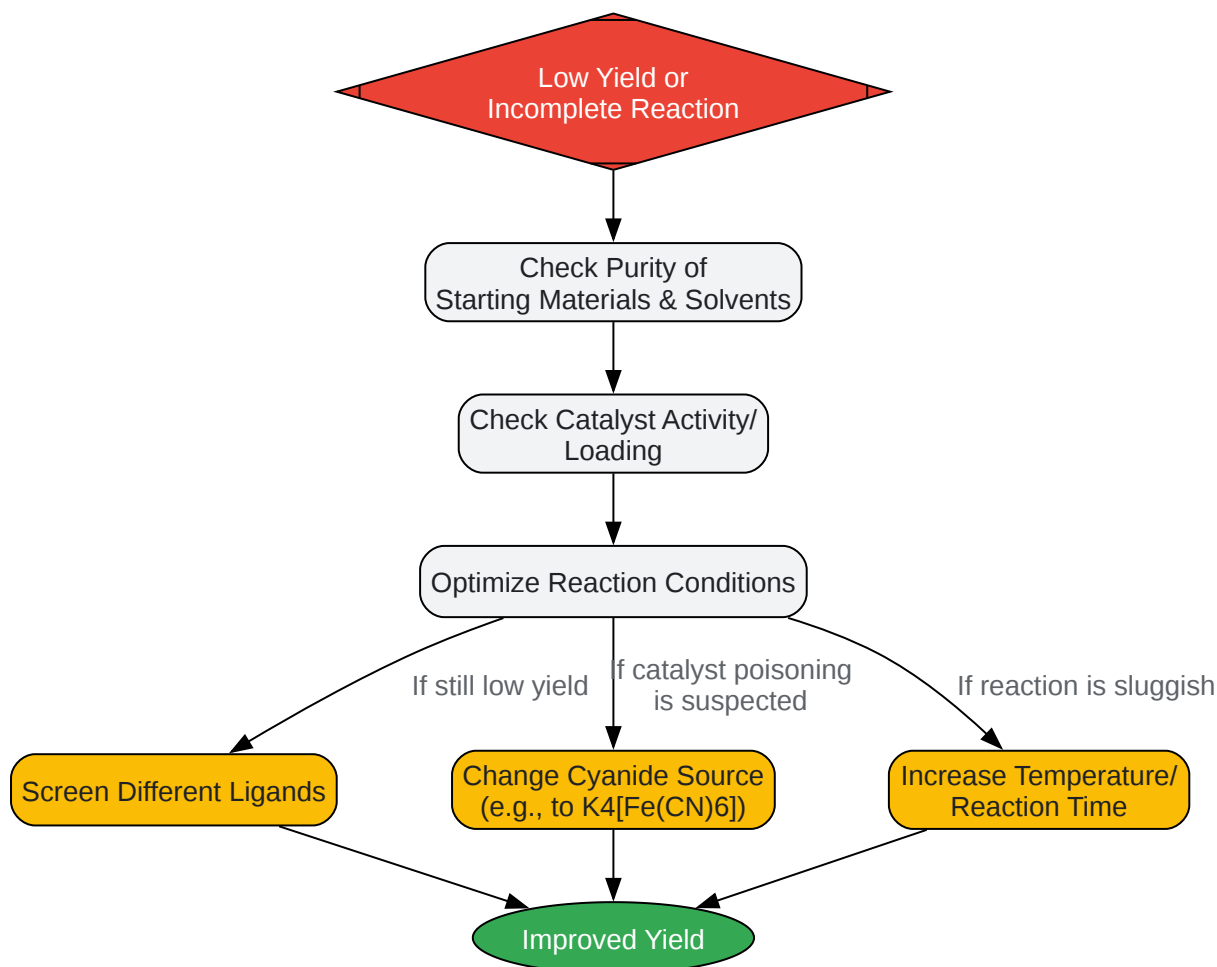 Low Yield or
Incomplete Reaction
Check Purity of
Starting Materials & Solvents
Check Catalyst Activity/
Loading
Optimize Reaction Conditions
If still low yield
If catalyst poisoning
is suspected
If reaction is sluggish
Screen Different Ligands
Change Cyanide Source
(e.g., to K4[Fe(CN)6])
Increase Temperature/
Reaction Time
Improved Yield